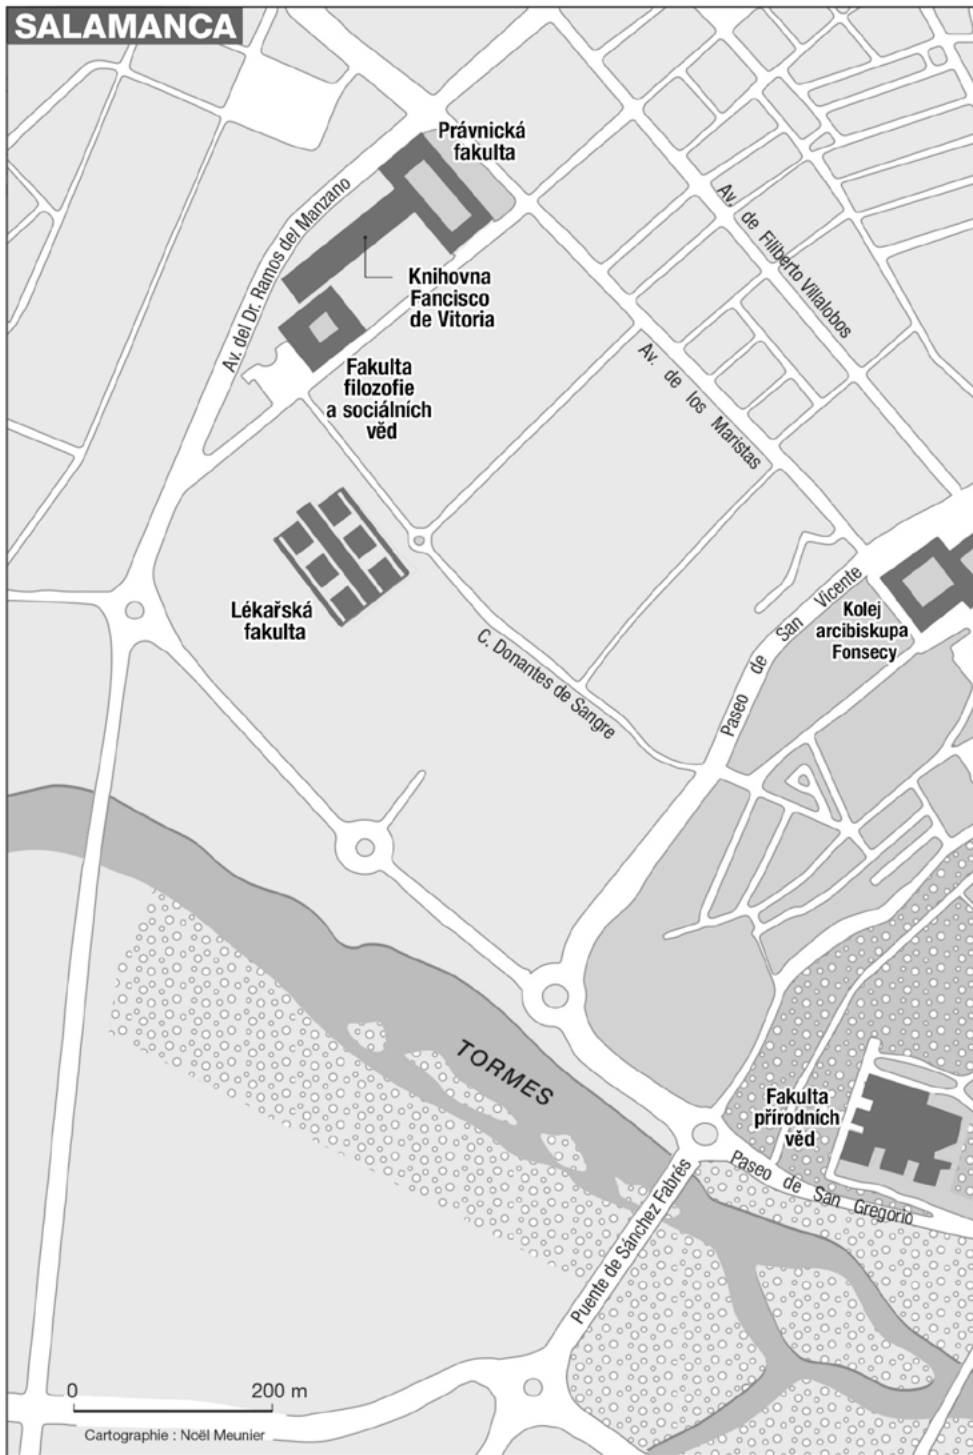 SALAMANCA
Právnická
fakulta
Av. del Dr. Ramos del Manzano
Av. de Filiberto Villalobos
Knihovna
Fancisco
de Vitoria
Av. de los Maristas
Fakulta
filozofie
a sociálních
věd
Lékařská
fakulta
Paseo de San Vicente
Kolej
arcibiskupa
Fonsecy
C. Donantes de Sangre
TORMES
Fakulta
přírodních
věd
Paseo de San Gregorio
Puente de Sánchez Fabrés
0 200 m
Cartographie : Noël Meunier